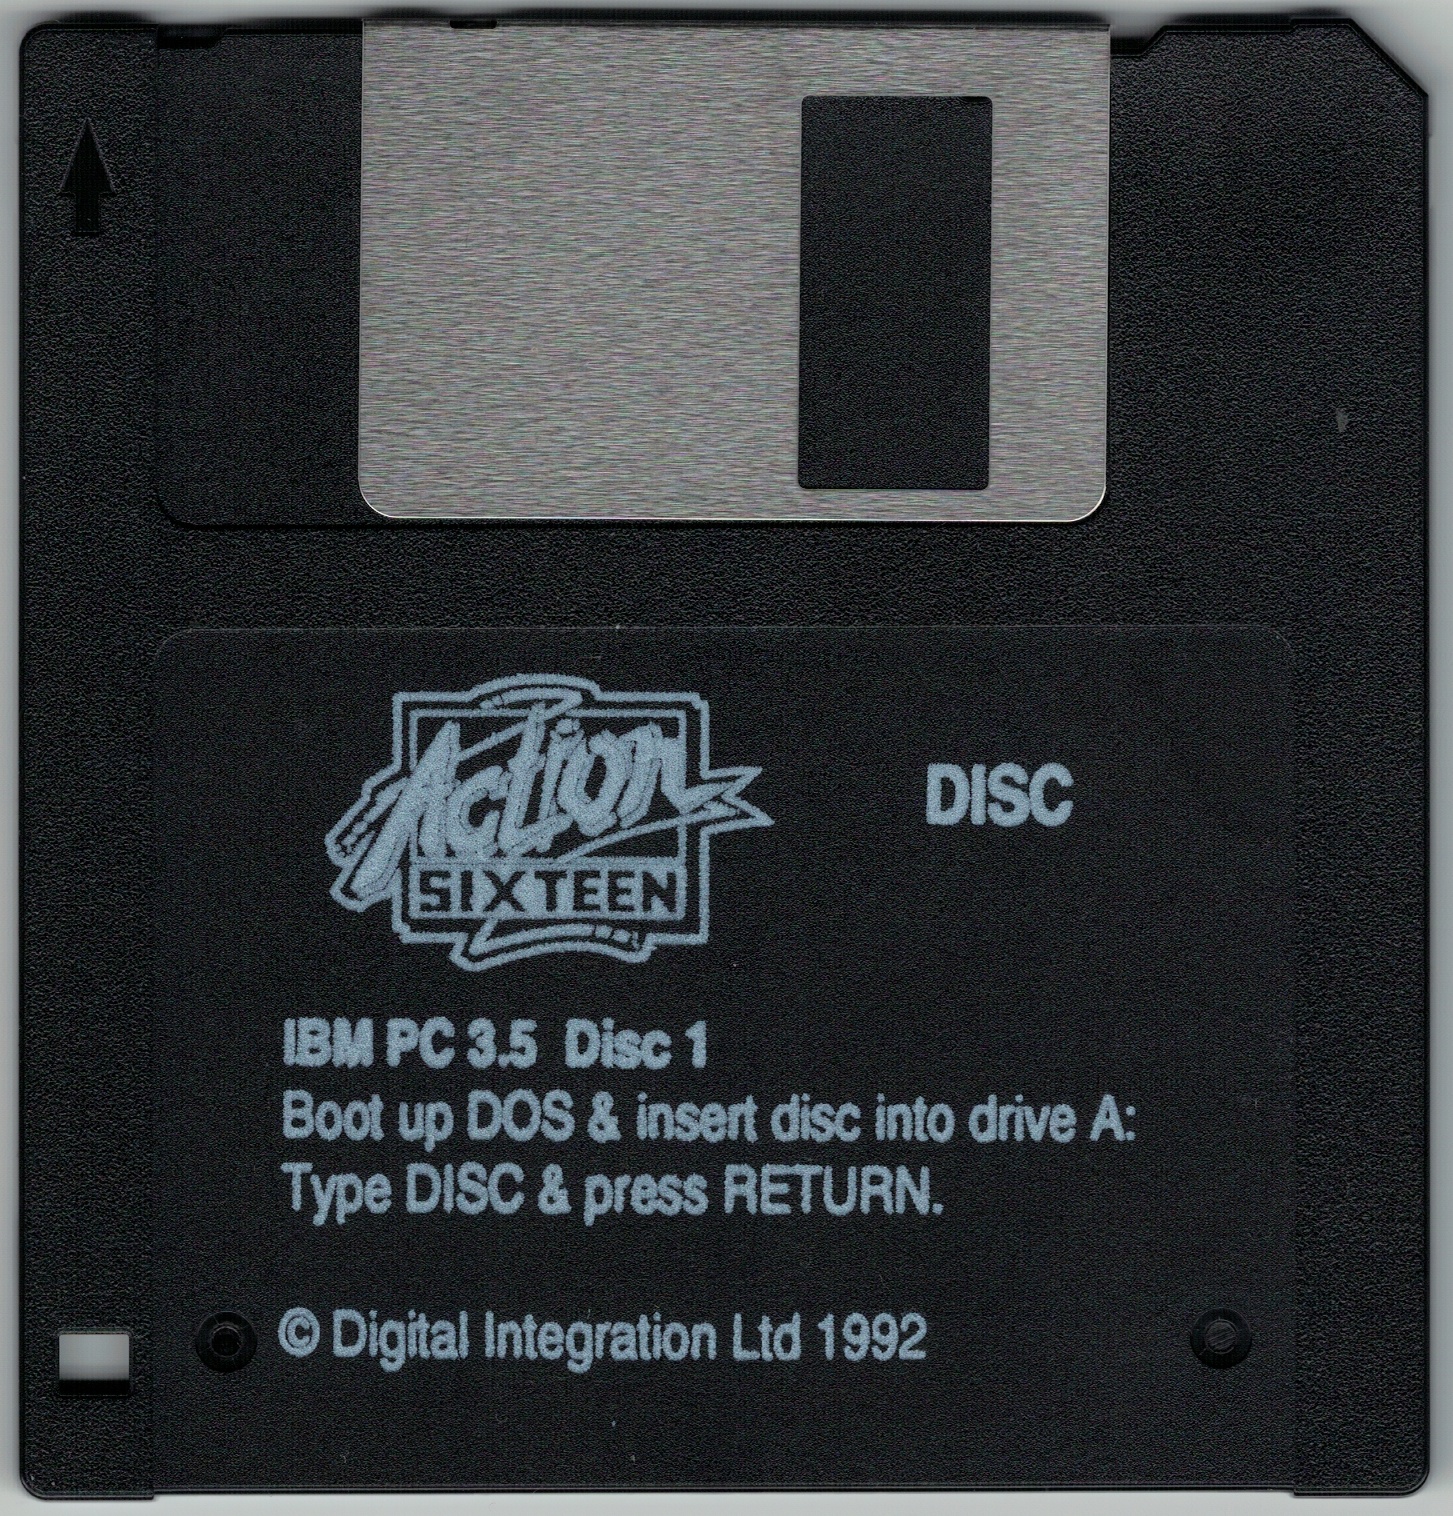 Action
SIXTEEN
DISC
IBM PC 3.5 Disc 1
Boot up DOS & insert disc into drive A:
Type DISC & press RETURN.
© Digital Integration Ltd 1992